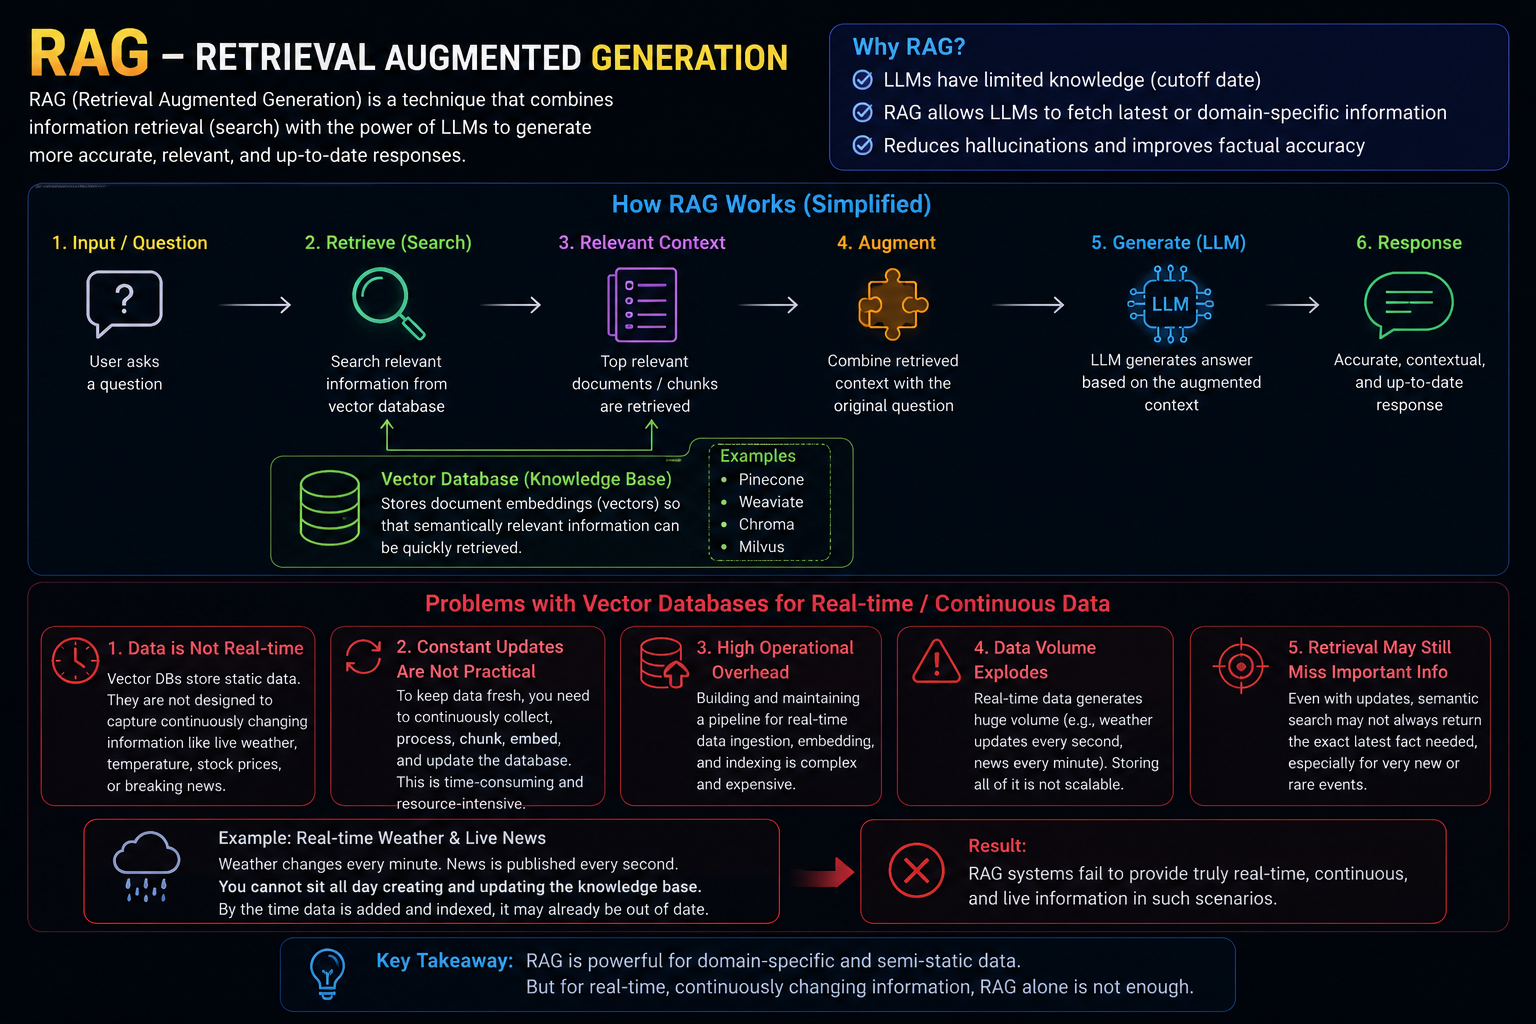 RAG – RETRIEVAL AUGMENTED GENERATION
RAG (Retrieval Augmented Generation) is a technique that combines
information retrieval (search) with the power of LLMs to generate
more accurate, relevant, and up-to-date responses.
Why RAG?
LLMs have limited knowledge (cutoff date)
RAG allows LLMs to fetch latest or domain-specific information
Reduces hallucinations and improves factual accuracy
How RAG Works (Simplified)
1. Input / Question
?
User asks
a question
2. Retrieve (Search)
Search relevant
information from
vector database
3. Relevant Context
Top relevant
documents / chunks
are retrieved
4. Augment
Combine retrieved
context with the
original question
5. Generate (LLM)
LLM
LLM generates answer
based on the augmented
context
6. Response
Accurate, contextual,
and up-to-date
response
Vector Database (Knowledge Base)
Stores document embeddings (vectors) so
that semantically relevant information can
be quickly retrieved.
Examples
• Pinecone
• Weaviate
• Chroma
• Milvus
Problems with Vector Databases for Real-time / Continuous Data
1. Data is Not Real-time
Vector DBs store static data.
They are not designed to
capture continuously changing
information like live weather,
temperature, stock prices,
or breaking news.
2. Constant Updates
Are Not Practical
To keep data fresh, you need
to continuously collect,
process, chunk, embed,
and update the database.
This is time-consuming and
resource-intensive.
3. High Operational
Overhead
Building and maintaining
a pipeline for real-time
data ingestion, embedding,
and indexing is complex
and expensive.
4. Data Volume
Explodes
Real-time data generates
huge volume (e.g., weather
updates every second,
news every minute). Storing
all of it is not scalable.
5. Retrieval May Still
Miss Important Info
Even with updates, semantic
search may not always return
the exact latest fact needed,
especially for very new or
rare events.
Example: Real-time Weather & Live News
Weather changes every minute. News is published every second.
You cannot sit all day creating and updating the knowledge base.
By the time data is added and indexed, it may already be out of date.
Result:
RAG systems fail to provide truly real-time, continuous,
and live information in such scenarios.
Key Takeaway: RAG is powerful for domain-specific and semi-static data.
But for real-time, continuously changing information, RAG alone is not enough.